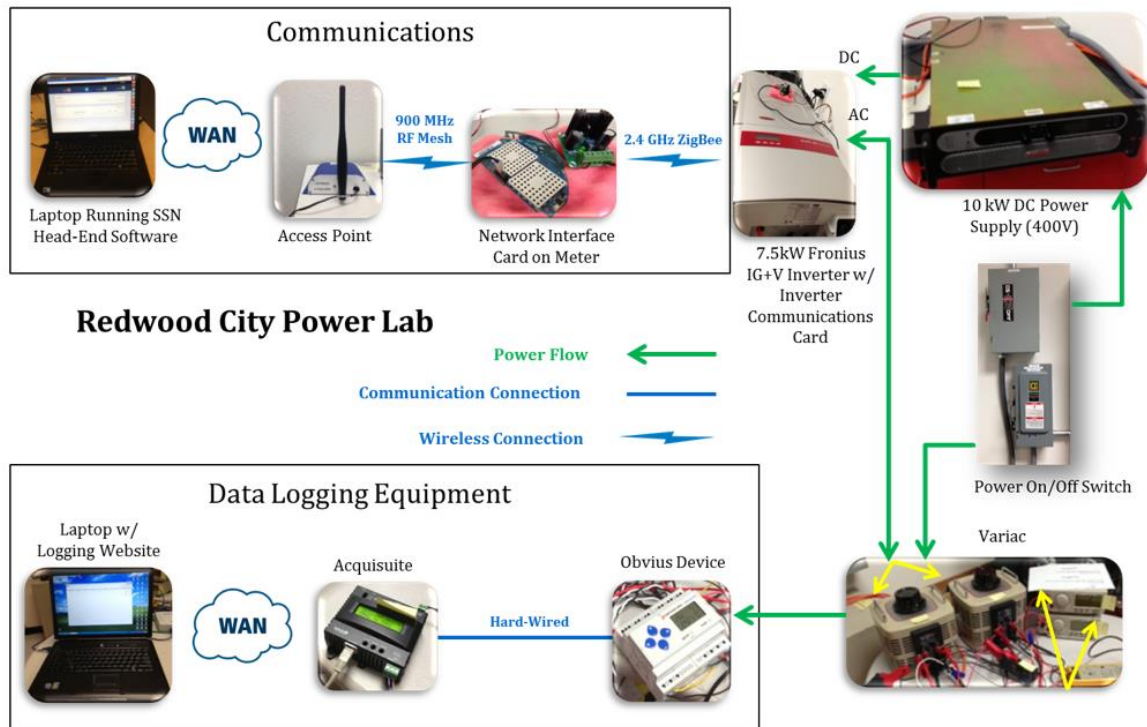 Communications
WAN
Laptop Running SSN
Head-End Software
Access Point
900 MHz
RF Mesh
Network Interface
Card on Meter
2.4 GHz ZigBee
DC
AC
7.5kW Fronius
IG+V Inverter w/
Inverter
Communications
Card
10 kW DC Power
Supply (400V)
Power On/Off Switch
Redwood City Power Lab
Power Flow
Communication Connection
Wireless Connection
Data Logging Equipment
Laptop w/
Logging Website
WAN
Acquisuite
Hard-Wired
Obvius Device
Variac